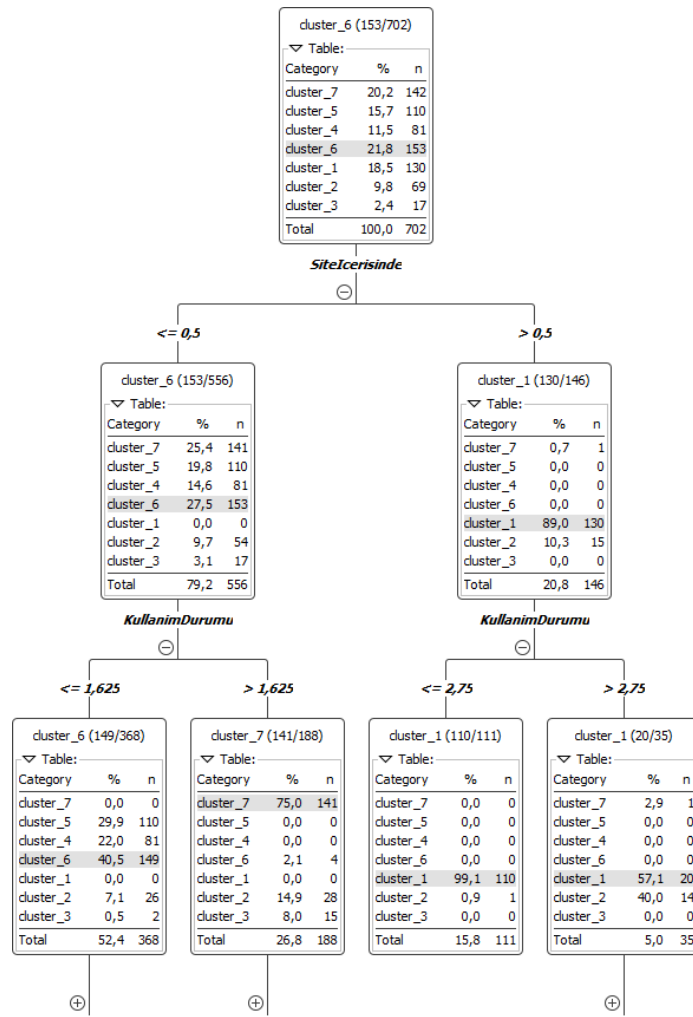 cluster_6 (153/702)
Table:
Category % n
cluster_7 20,2 142
cluster_5 15,7 110
cluster_4 11,5 81
cluster_6 21,8 153
cluster_1 18,5 130
cluster_2 9,8 69
cluster_3 2,4 17
Total 100,0 702
SiteIcerisinde
<= 0,5
> 0,5
cluster_6 (153/556)
Table:
Category % n
cluster_7 25,4 141
cluster_5 19,8 110
cluster_4 14,6 81
cluster_6 27,5 153
cluster_1 0,0 0
cluster_2 9,7 54
cluster_3 3,1 17
Total 79,2 556
KullanimDurumu
cluster_1 (130/146)
Table:
Category % n
cluster_7 0,7 1
cluster_5 0,0 0
cluster_4 0,0 0
cluster_6 0,0 0
cluster_1 89,0 130
cluster_2 10,3 15
cluster_3 0,0 0
Total 20,8 146
KullanimDurumu
<= 1,625
> 1,625
<= 2,75
> 2,75
cluster_6 (149/368)
Table:
Category % n
cluster_7 0,0 0
cluster_5 29,9 110
cluster_4 22,0 81
cluster_6 40,5 149
cluster_1 0,0 0
cluster_2 7,1 26
cluster_3 0,5 2
Total 52,4 368
cluster_7 (141/188)
Table:
Category % n
cluster_7 75,0 141
cluster_5 0,0 0
cluster_4 0,0 0
cluster_6 2,1 4
cluster_1 0,0 0
cluster_2 14,9 28
cluster_3 8,0 15
Total 26,8 188
cluster_1 (110/111)
Table:
Category % n
cluster_7 0,0 0
cluster_5 0,0 0
cluster_4 0,0 0
cluster_6 0,0 0
cluster_1 99,1 110
cluster_2 0,9 1
cluster_3 0,0 0
Total 15,8 111
cluster_1 (20/35)
Table:
Category % n
cluster_7 2,9 1
cluster_5 0,0 0
cluster_4 0,0 0
cluster_6 0,0 0
cluster_1 57,1 20
cluster_2 40,0 14
cluster_3 0,0 0
Total 5,0 35